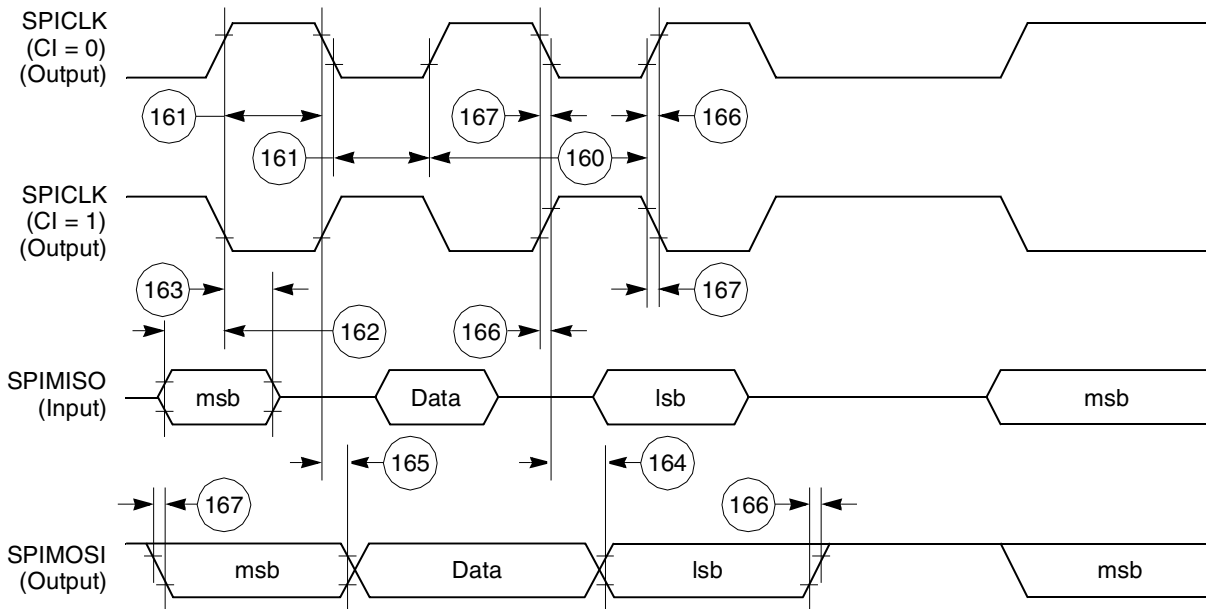 SPICLK
(CI = 0)
(Output)
161
167
166
161
160
SPICLK
(CI = 1)
(Output)
163
167
162
166
SPIMISO
(Input)
msb
Data
lsb
msb
165
164
167
166
SPIMOSI
(Output)
msb
Data
lsb
msb